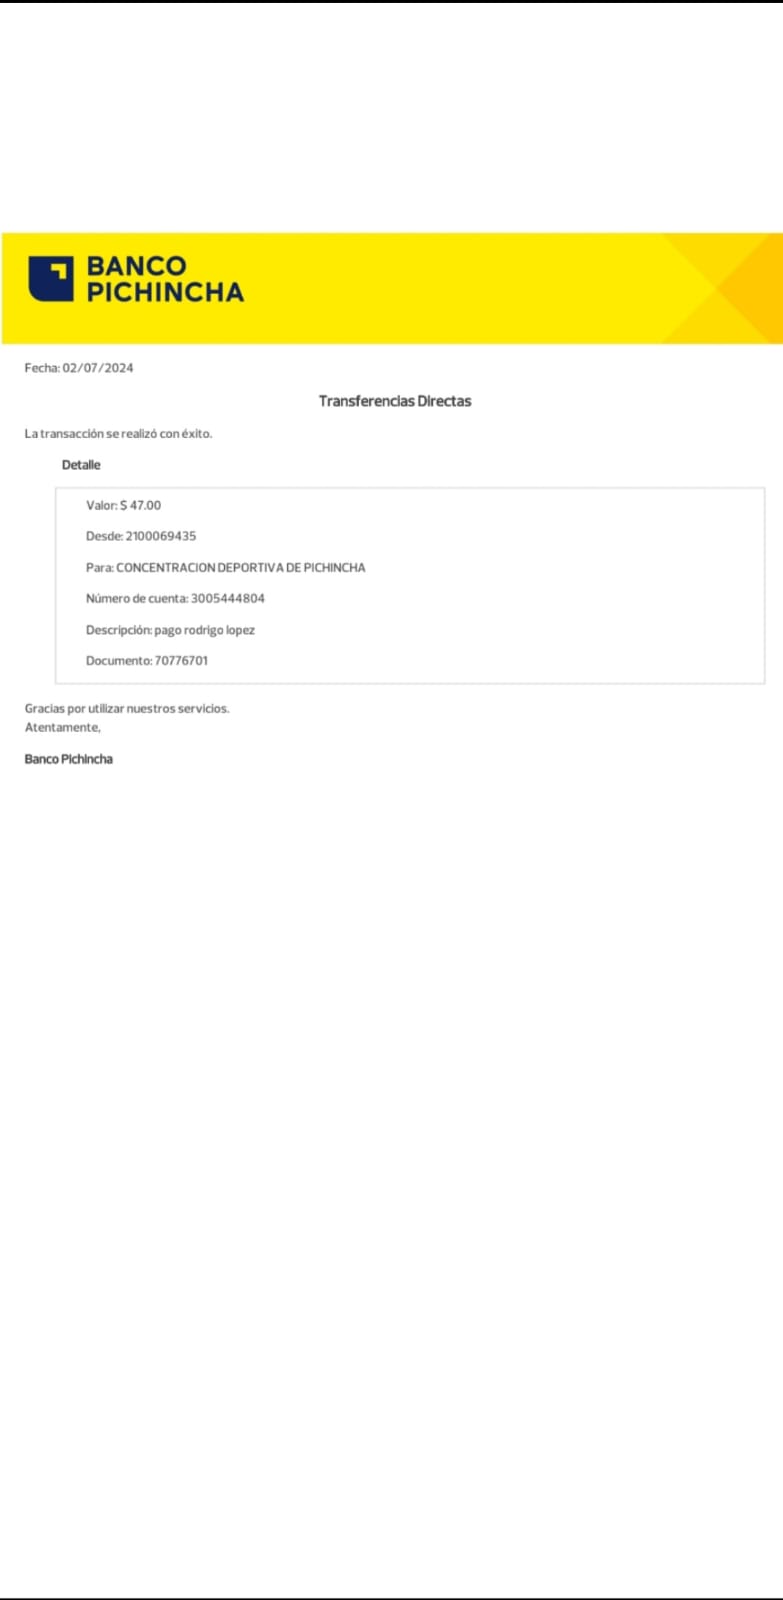 BANCO
PICHINCHA
Fecha: 02/07/2024
Transferencias Directas
La transacción se realizó con éxito.
Detalle
Valor: $ 47.00
Desde: 2100069435
Para: CONCENTRACION DEPORTIVA DE PICHINCHA
Número de cuenta: 3005444804
Descripción: pago rodrigo lopez
Documento: 70776701
Gracias por utilizar nuestros servicios.
Atentamente,
Banco Pichincha